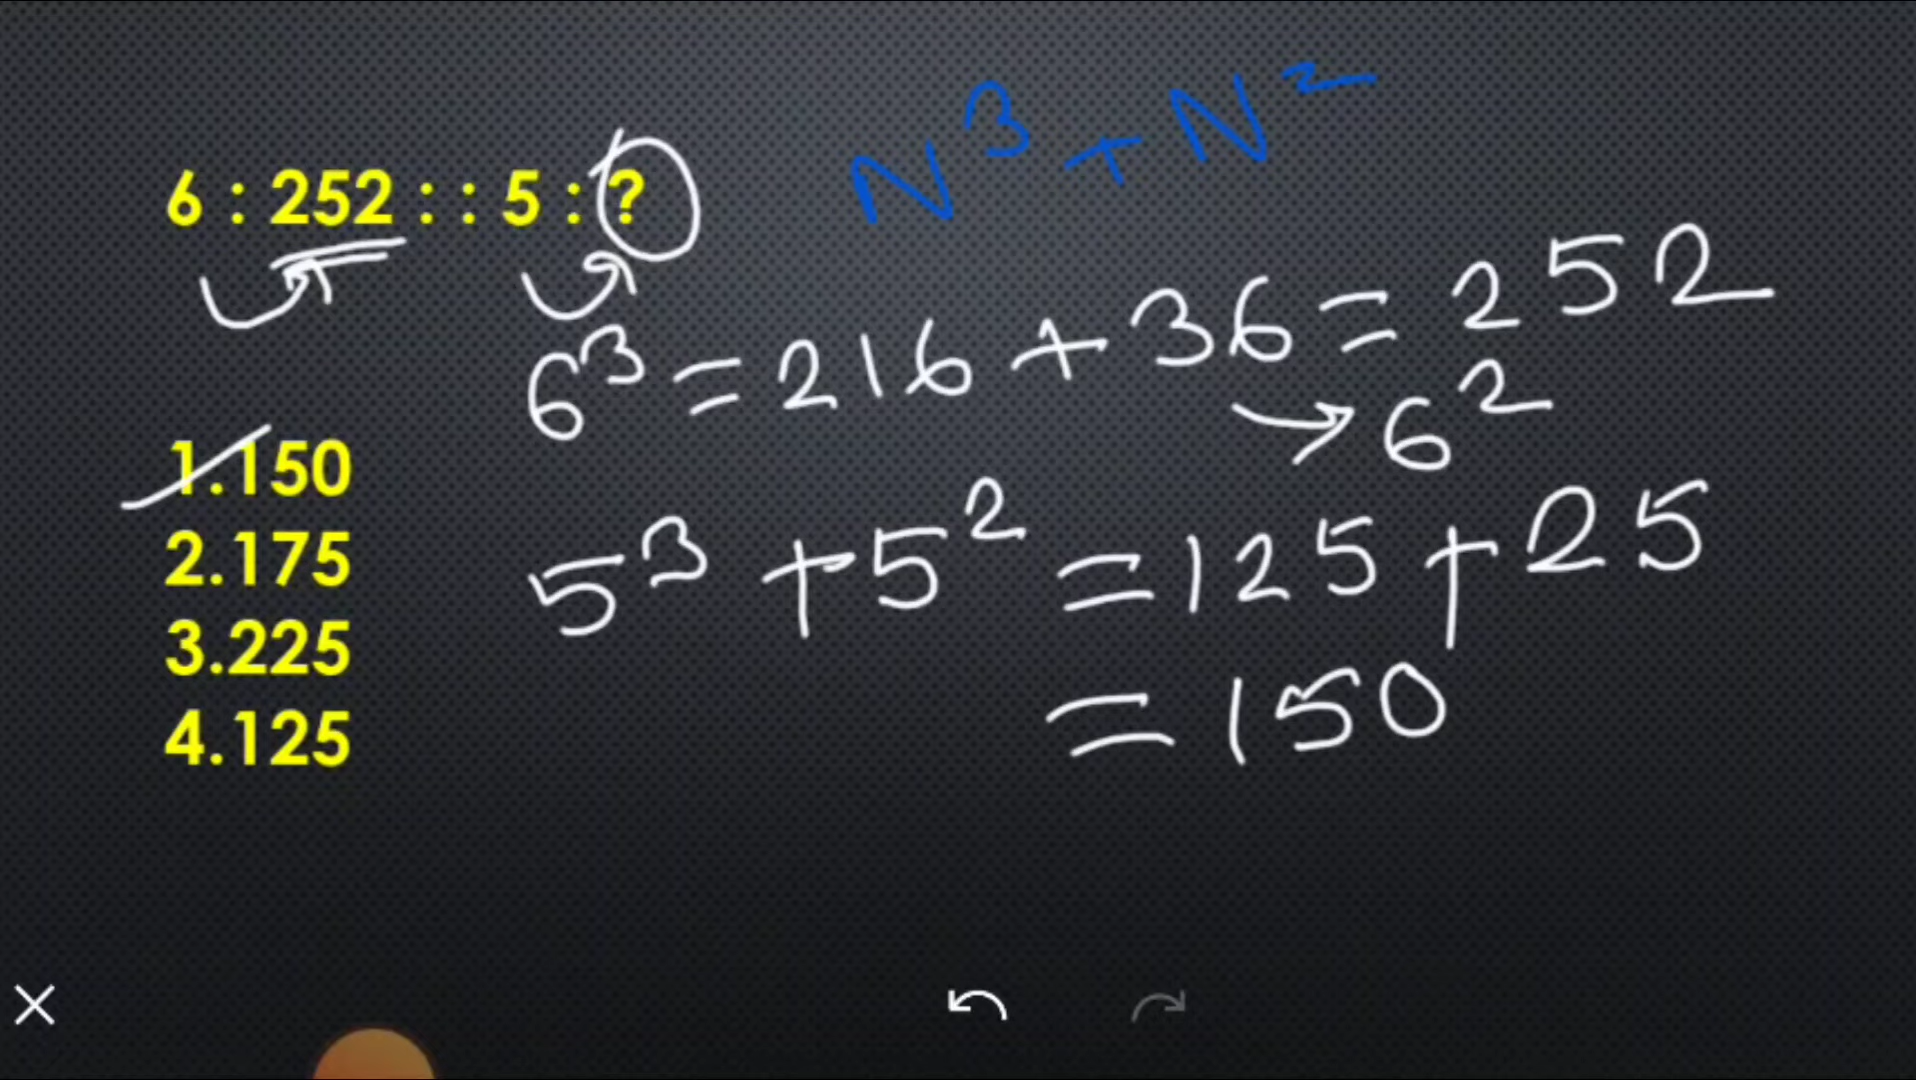 6 : 252 : : 5 : ?
N³ + N²
6³ = 216 + 36 = 252
→ 6²
1.150
2.175
3.225
4.125
5³ + 5² = 125 + 25
= 150